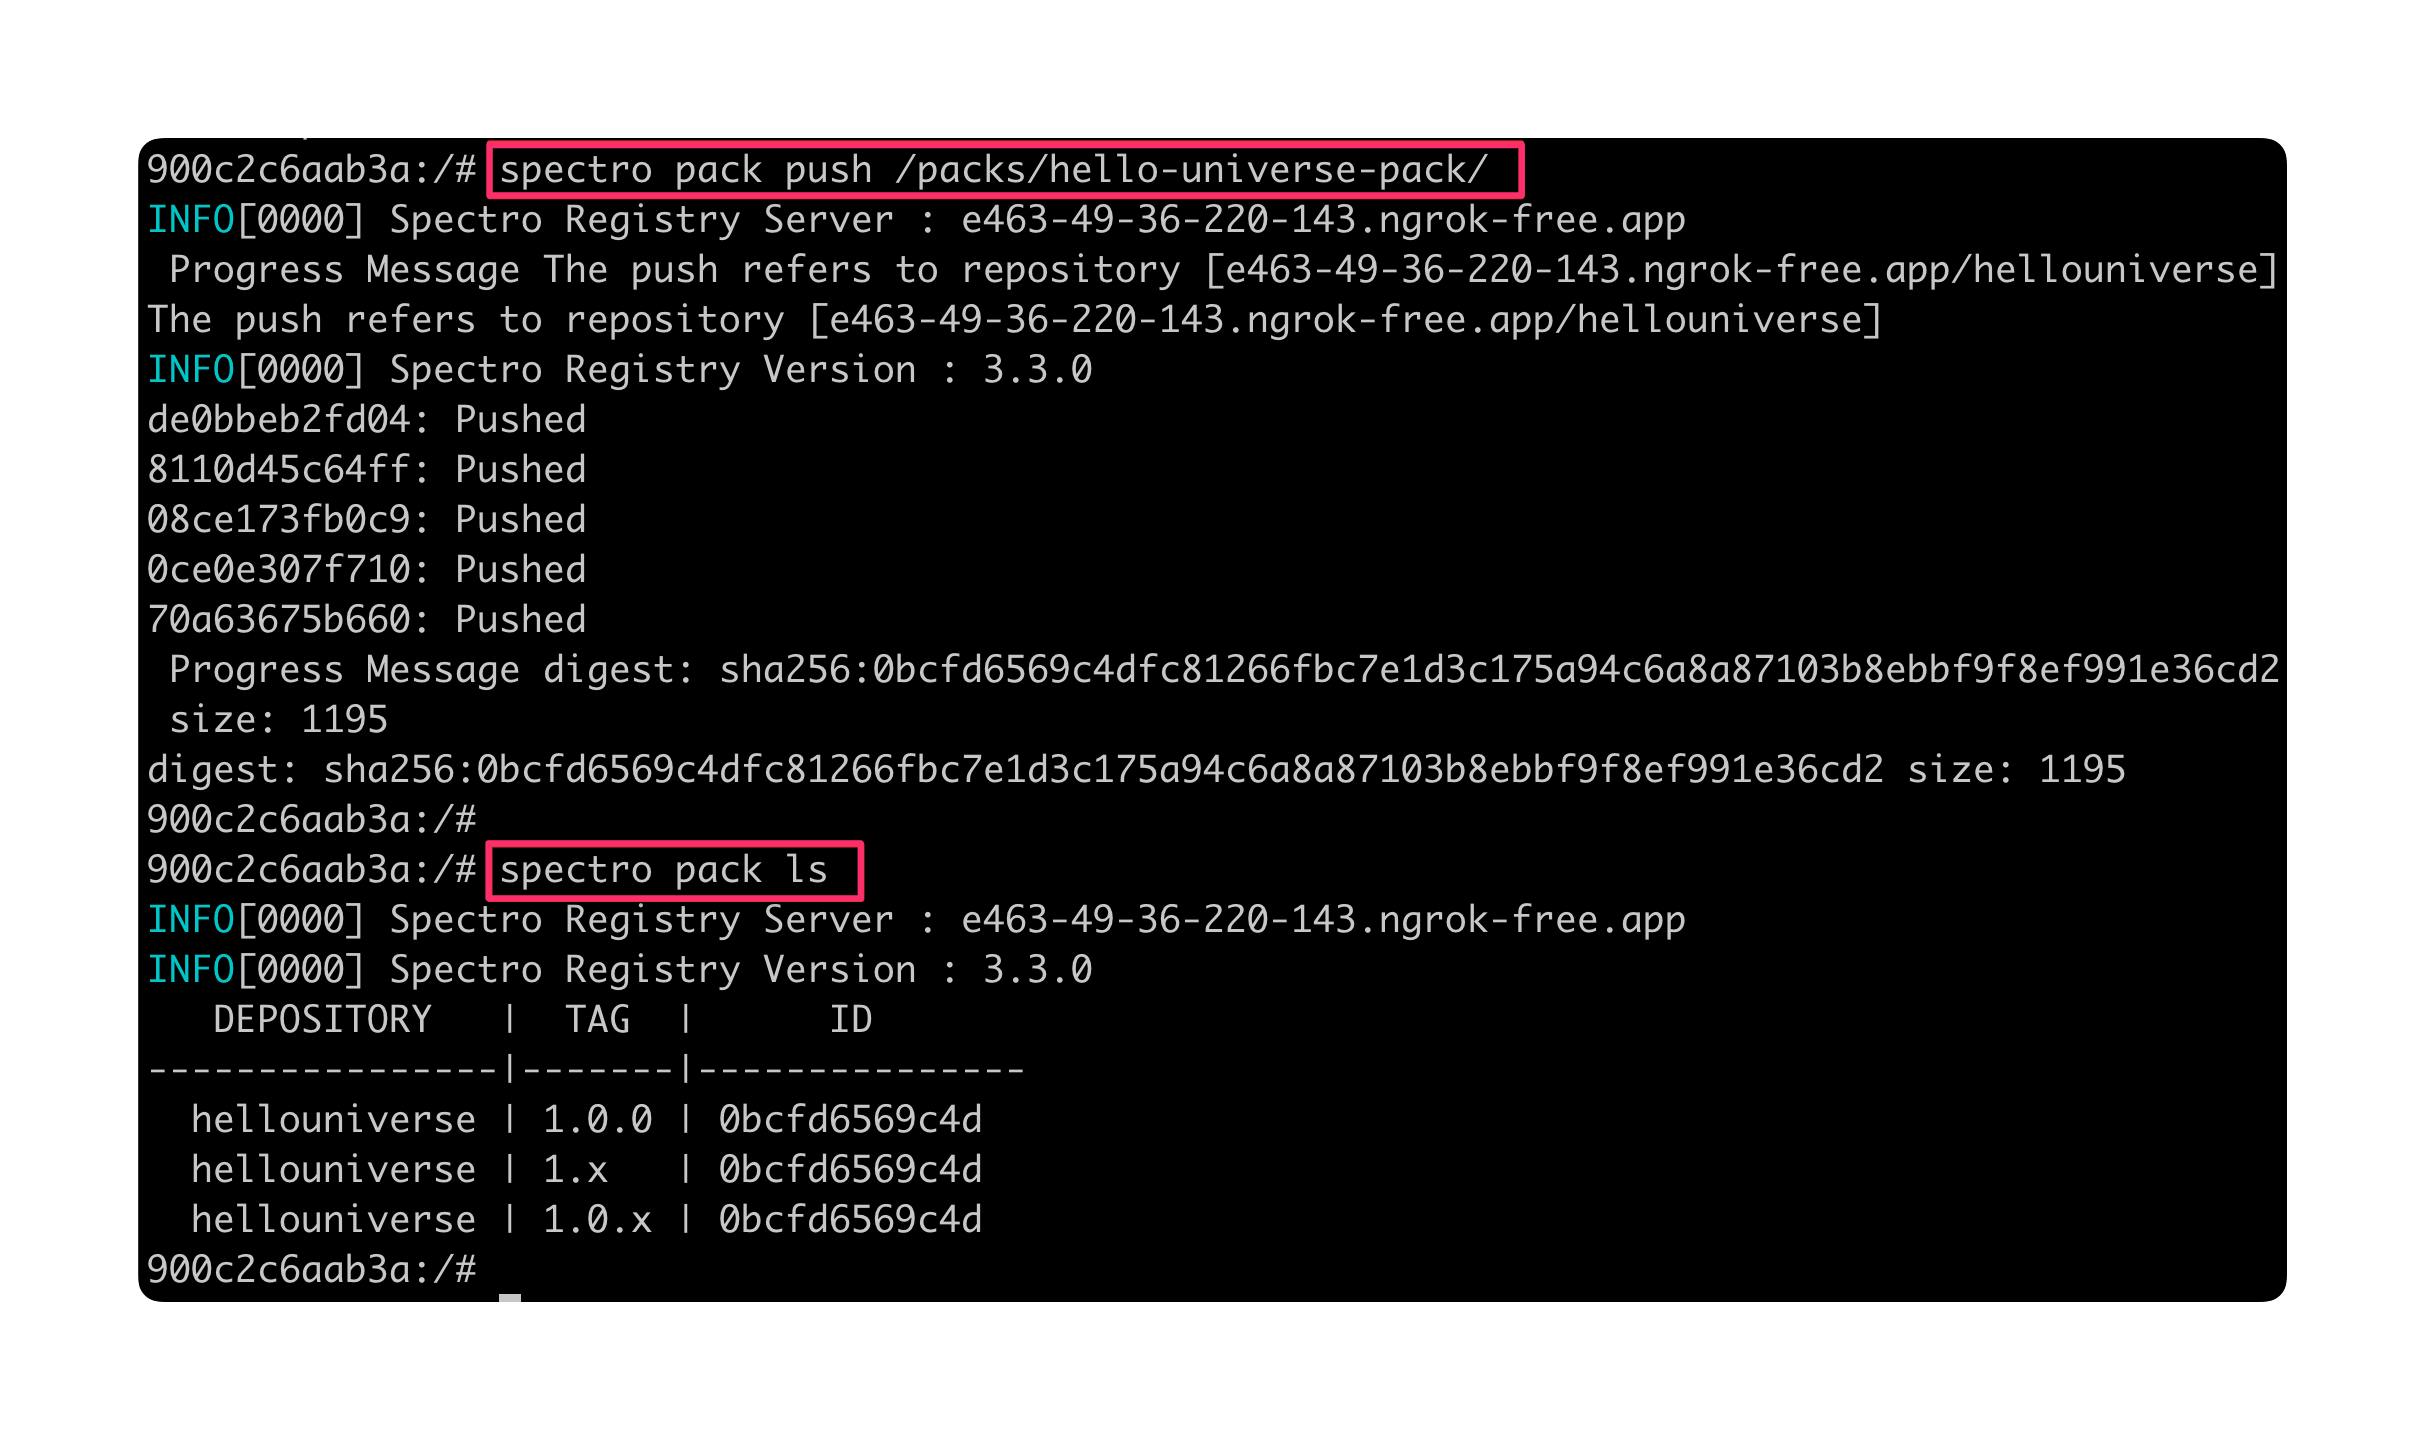 900c2c6aab3a:/# spectro pack push /packs/hello-universe-pack/
INFO[0000] Spectro Registry Server : e463-49-36-220-143.ngrok-free.app
 Progress Message The push refers to repository [e463-49-36-220-143.ngrok-free.app/hellouniverse]
The push refers to repository [e463-49-36-220-143.ngrok-free.app/hellouniverse]
INFO[0000] Spectro Registry Version : 3.3.0
de0bbeb2fd04: Pushed
8110d45c64ff: Pushed
08ce173fb0c9: Pushed
0ce0e307f710: Pushed
70a63675b660: Pushed
 Progress Message digest: sha256:0bcfd6569c4dfc81266fbc7e1d3c175a94c6a8a87103b8ebbf9f8ef991e36cd2
 size: 1195
digest: sha256:0bcfd6569c4dfc81266fbc7e1d3c175a94c6a8a87103b8ebbf9f8ef991e36cd2 size: 1195
900c2c6aab3a:/#
900c2c6aab3a:/# spectro pack ls
INFO[0000] Spectro Registry Server : e463-49-36-220-143.ngrok-free.app
INFO[0000] Spectro Registry Version : 3.3.0
   DEPOSITORY   |  TAG  |      ID
----------------|-------|---------------
  hellouniverse | 1.0.0 | 0bcfd6569c4d
  hellouniverse | 1.x   | 0bcfd6569c4d
  hellouniverse | 1.0.x | 0bcfd6569c4d
900c2c6aab3a:/#